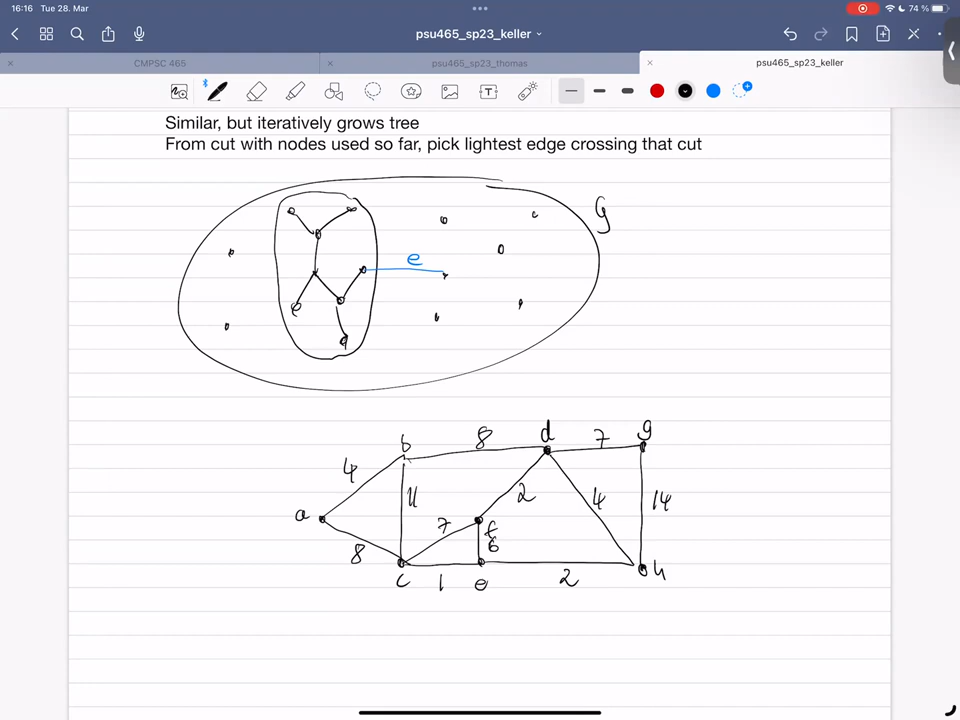 16:16 Tue 28. Mar
74 %
psu465_sp23_keller
CMPSC 465
psu465_sp23_thomas
psu465_sp23_keller
Similar, but iteratively grows tree
From cut with nodes used so far, pick lightest edge crossing that cut
G
e
b 8 d 7 g
4 11 2 4 14
a 7 f
8 6
c 1 e 2 h